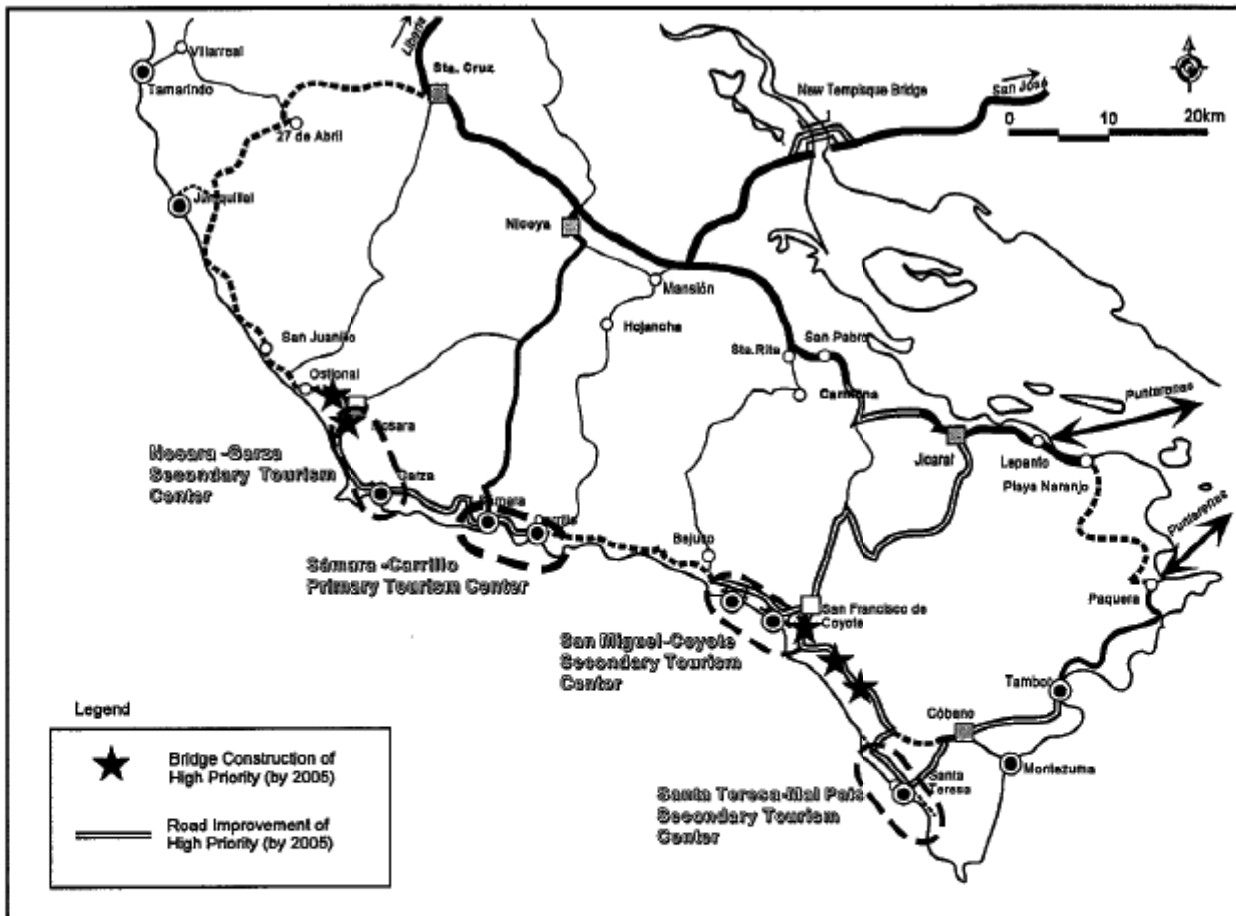 Villarreal
Tamarindo
Liberia
Sta. Cruz
New Tempisque Bridge
San José
0 10 20km
27 de Abril
Junquillal
Nicoya
Mansión
Hojancha
San Juanillo
Ostional
Nosara
Sta. Rita
San Pabro
Carmona
Puntarenas
Jicaral
Lepanto
Playa Naranjo
Nosara -Garza
Secondary Tourism
Center
Garza
Sámara
Carrillo
Sámara -Carrillo
Primary Tourism Center
Bejuco
San Francisco de
Coyote
Puntarenas
Paquera
San Miguel-Coyote
Secondary Tourism
Center
Tambor
Cóbano
Montezuma
Santa
Teresa
Santa Teresa-Mal Pais
Secondary Tourism
Center
Legend
Bridge Construction of
High Priority (by 2005)
Road Improvement of
High Priority (by 2005)